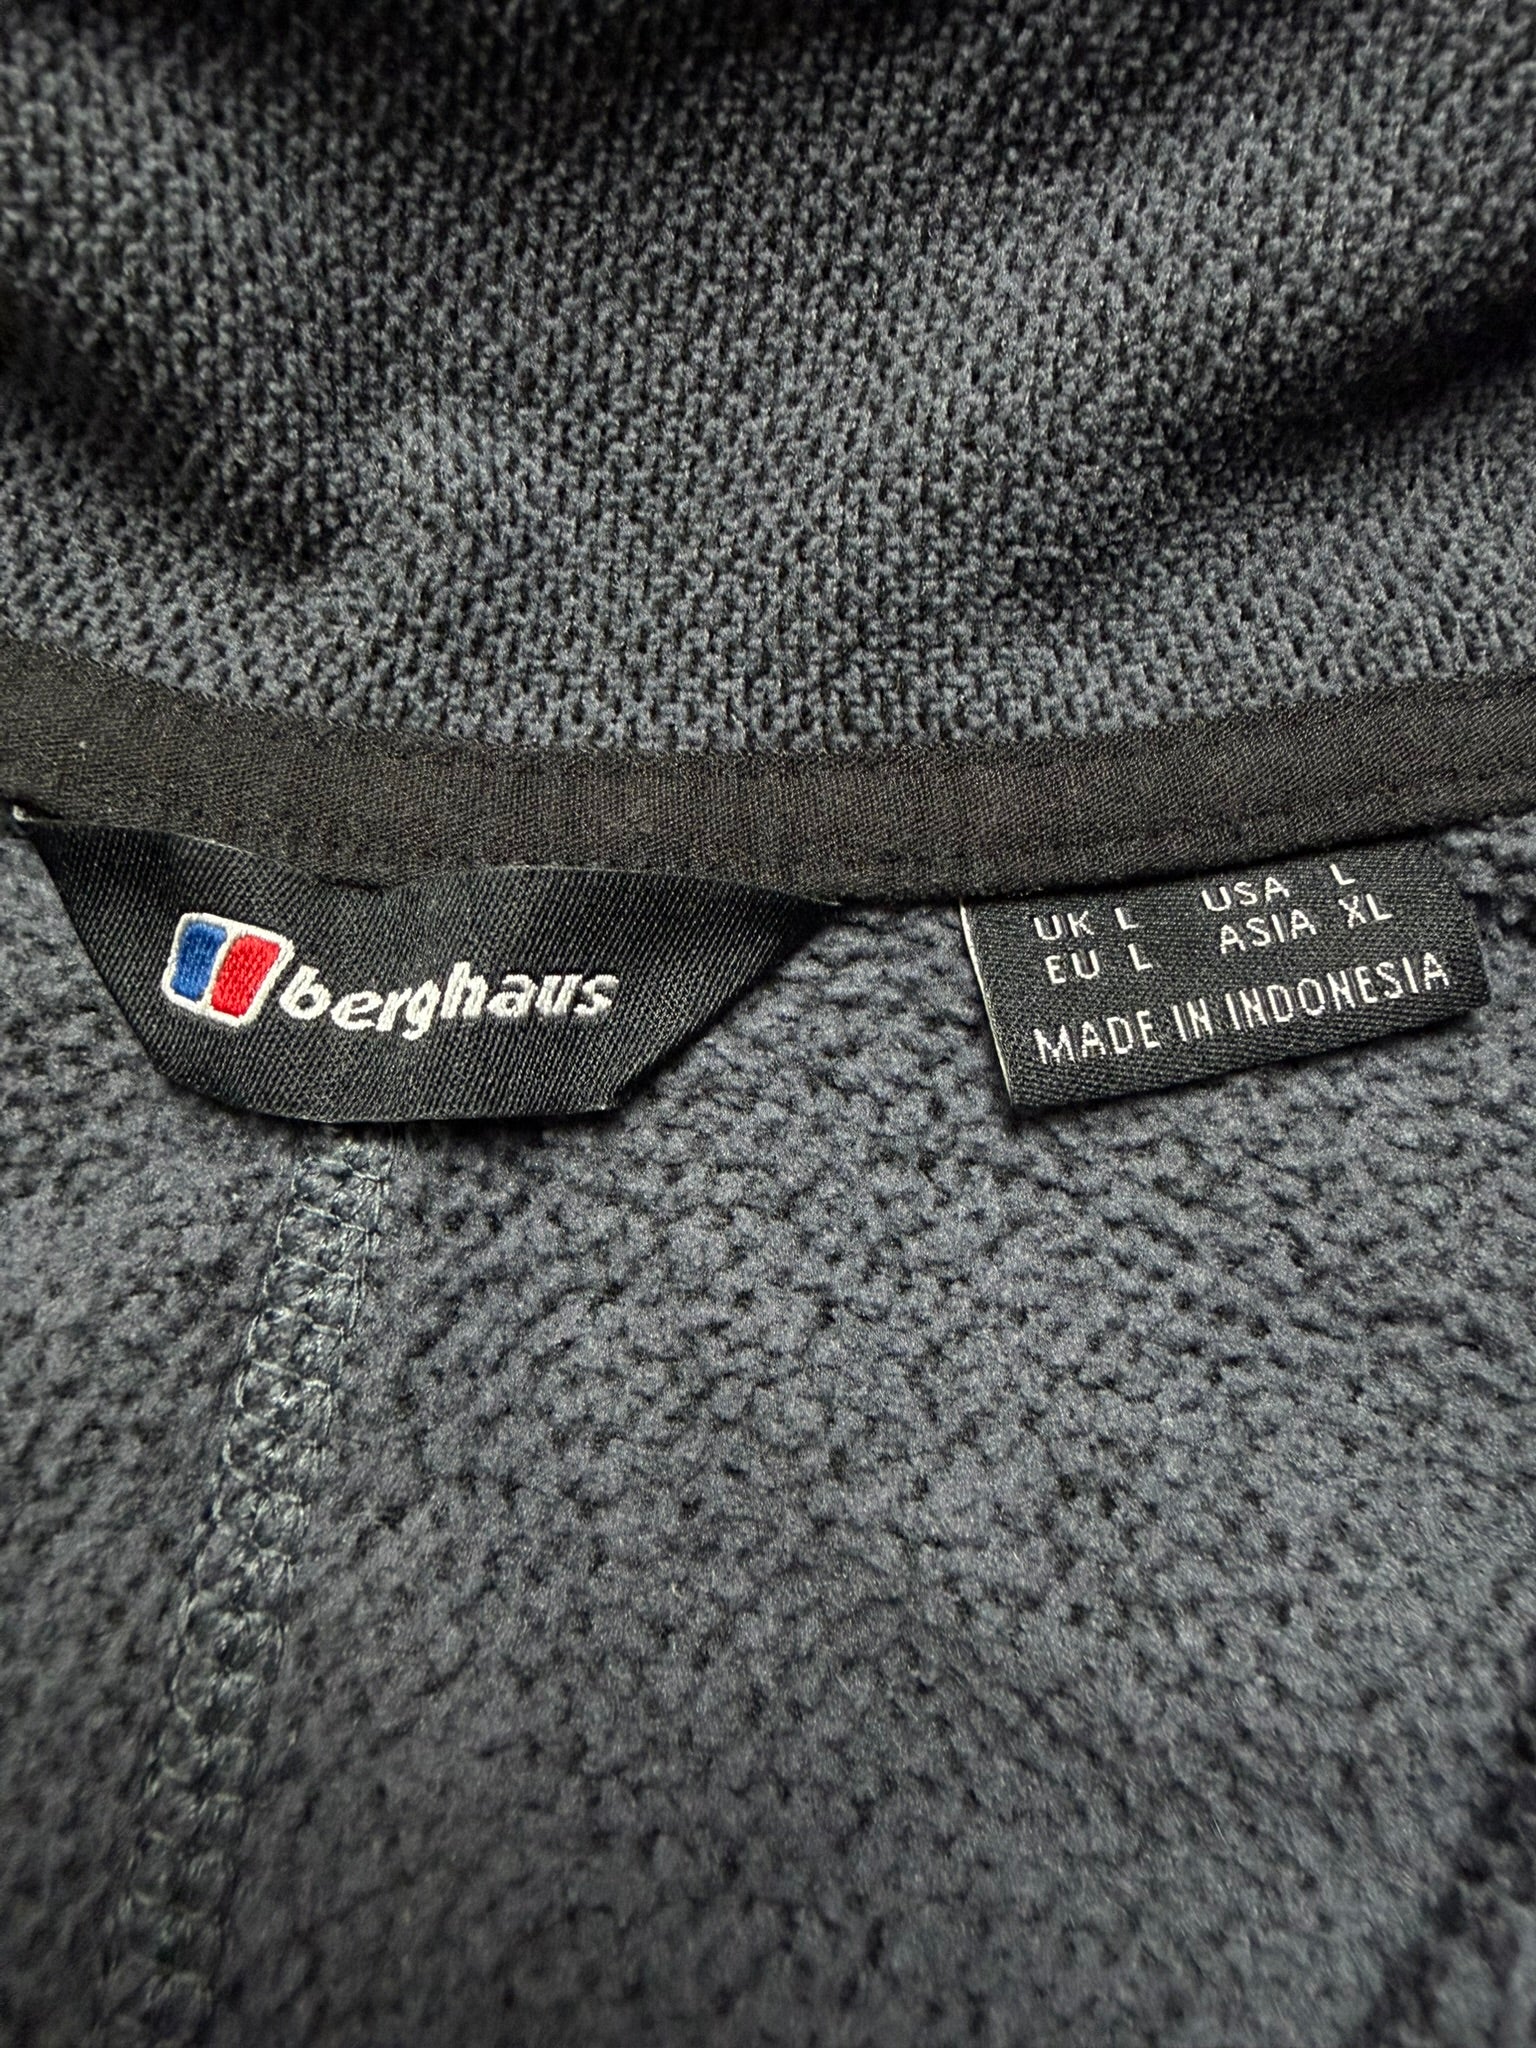 berghaus
UK L USA L
EU L ASIA XL
MADE IN INDONESIA